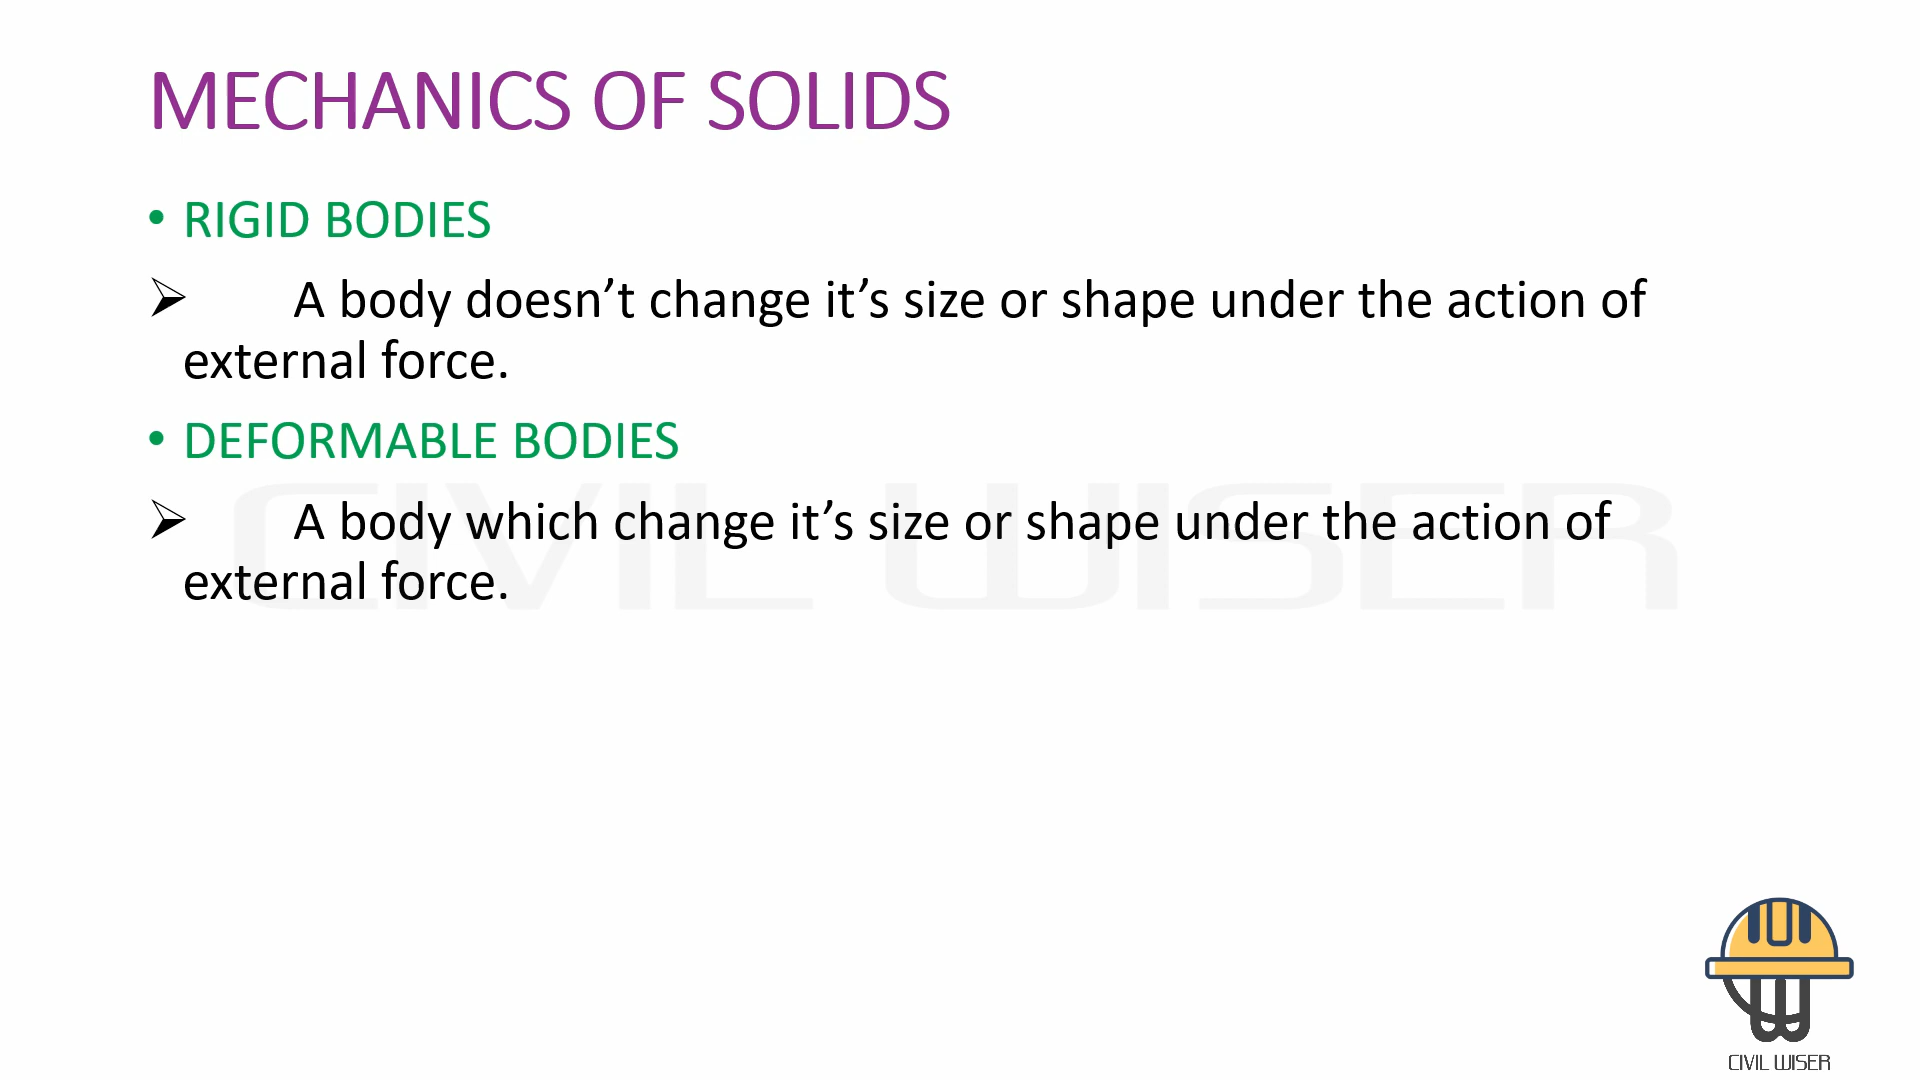 MECHANICS OF SOLIDS
• RIGID BODIES
➢ A body doesn’t change it’s size or shape under the action of
external force.
• DEFORMABLE BODIES
➢ A body which change it’s size or shape under the action of
external force.
CIVIL WISER
CIVIL WISER